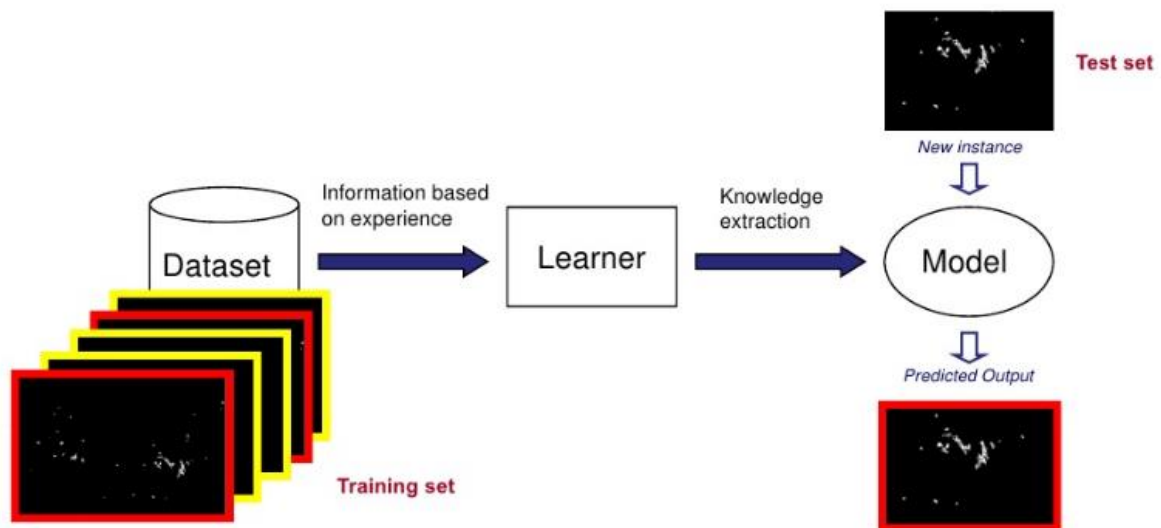 Test set
New instance
Information based
on experience
Knowledge
extraction
Dataset
Learner
Model
Predicted Output
Training set